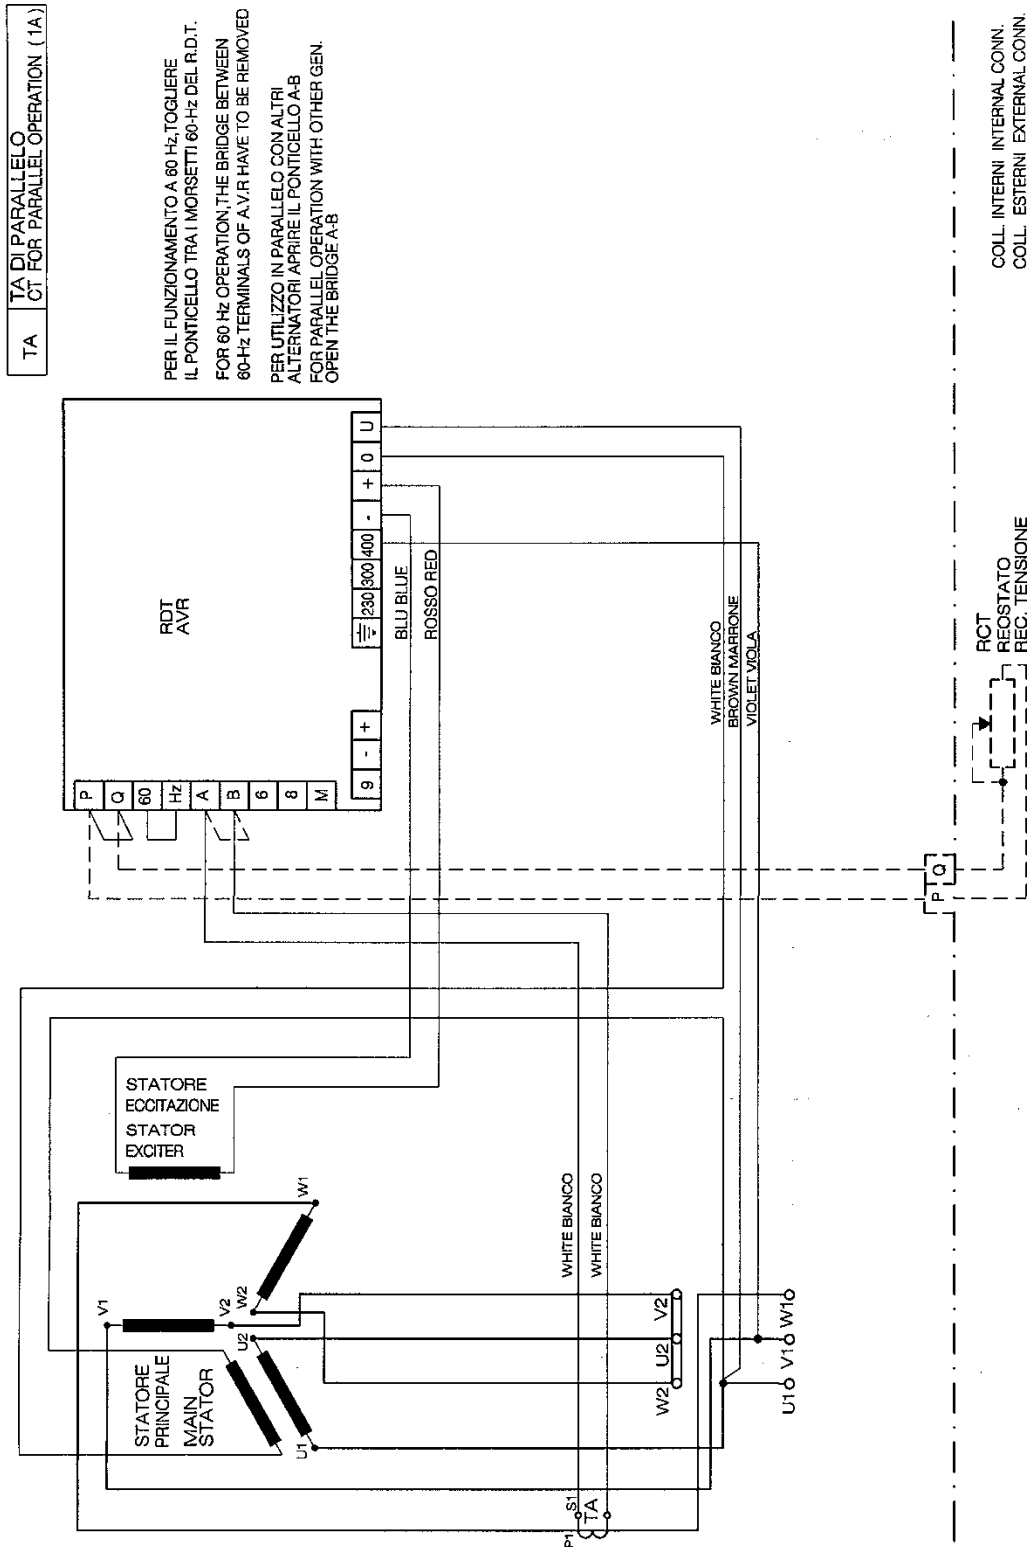 TA
TA DI PARALLELO
CT FOR PARALLEL OPERATION (1A)
PER IL FUNZIONAMENTO A 60 Hz,TOGLIERE
IL PONTICELLO TRA I MORSETTI 60-Hz DEL R.D.T.
FOR 60 Hz OPERATION,THE BRIDGE BETWEEN
60-Hz TERMINALS OF A.V.R HAVE TO BE REMOVED
PER UTILIZZO IN PARALLELO CON ALTRI
ALTERNATORI APRIRE IL PONTICELLO A-B
FOR PARALLEL OPERATION WITH OTHER GEN.
OPEN THE BRIDGE A-B
RDT
AVR
P
Q
60
Hz
A
B
6
8
M
9 - +
230 300 400 - + 0 U
BLU BLUE
ROSSO RED
WHITE BIANCO
BROWN MARRONE
VIOLET VIOLA
STATORE
ECCITAZIONE
STATOR
EXCITER
STATORE
PRINCIPALE
MAIN
STATOR
V1
V2
W2
W1
U2
U1
WHITE BIANCO
WHITE BIANCO
P1
S1
TA
W2 U2 V2
U1 V1 W1
P Q
RCT
REOSTATO
REC. TENSIONE
COLL. INTERNI INTERNAL CONN.
COLL. ESTERNI EXTERNAL CONN.